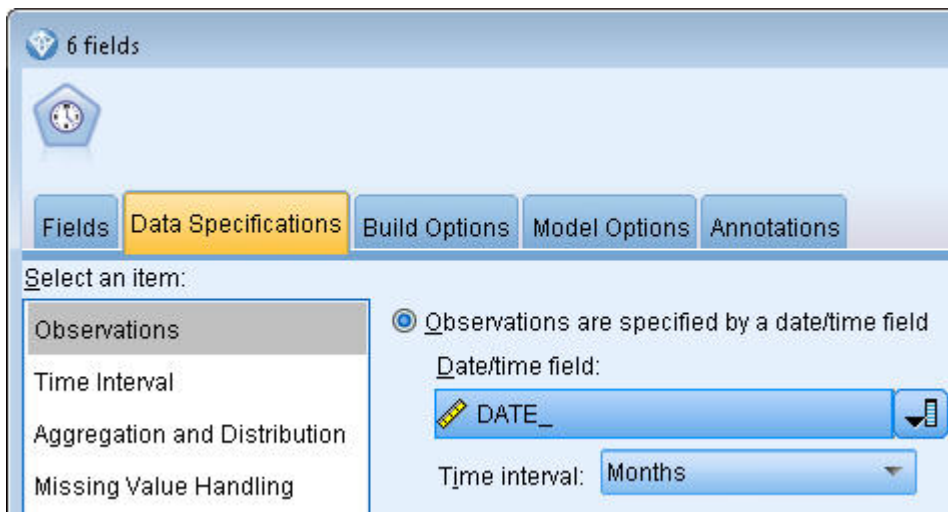 6 fields
Fields Data Specifications Build Options Model Options Annotations
Select an item:
Observations
Time Interval
Aggregation and Distribution
Missing Value Handling
Observations are specified by a date/time field
Date/time field:
DATE_
Time interval: Months